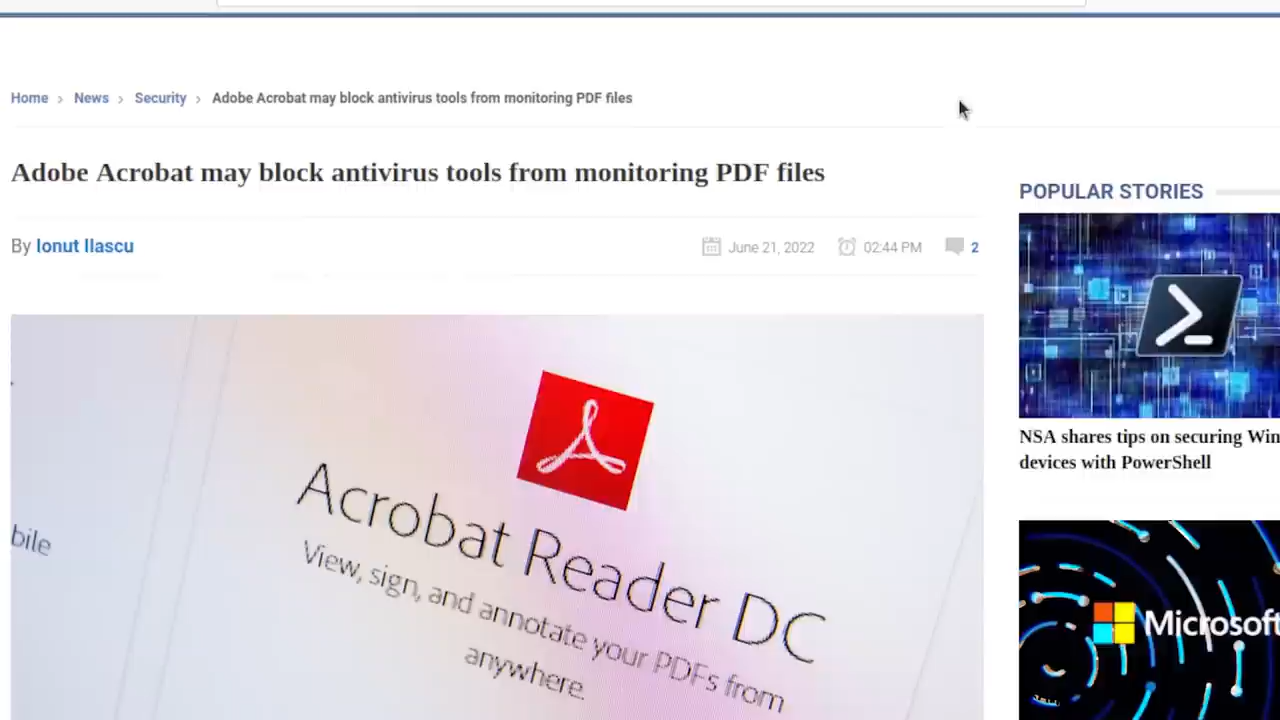 Home › News › Security › Adobe Acrobat may block antivirus tools from monitoring PDF files
Adobe Acrobat may block antivirus tools from monitoring PDF files
By Ionut Ilascu
June 21, 2022 02:44 PM 2
bile
Acrobat Reader DC
View, sign, and annotate your PDFs from
anywhere.
POPULAR STORIES
NSA shares tips on securing Win
devices with PowerShell
Microsoft